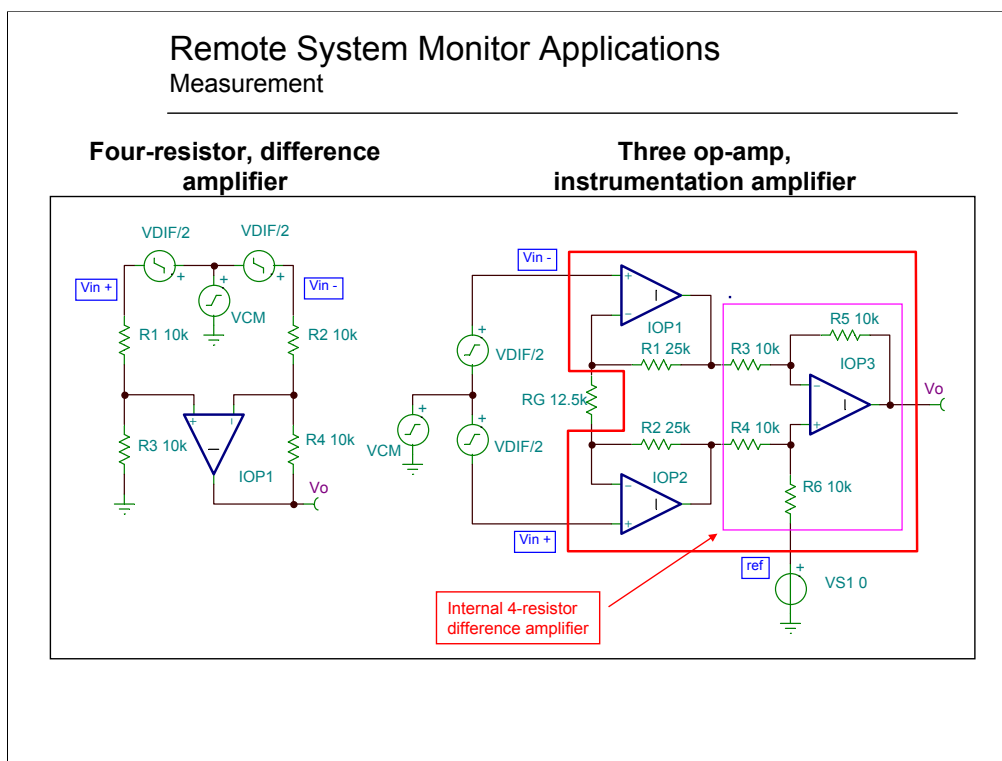 Remote System Monitor Applications
Measurement
Four-resistor, difference
amplifier
Three op-amp,
instrumentation amplifier
VDIF/2
VDIF/2
+
+
Vin +
Vin -
+
VCM
R1 10k
R2 10k
+
-
R3 10k
R4 10k
IOP1
Vo
Vin -
+
IOP1
-
+
VDIF/2
R1 25k
R3 10k
R5 10k
IOP3
-
+
Vo
RG 12.5k
+
VCM
+
VDIF/2
R2 25k
R4 10k
-
IOP2
+
R6 10k
Vin +
ref
+
VS1 0
Internal 4-resistor
difference amplifier